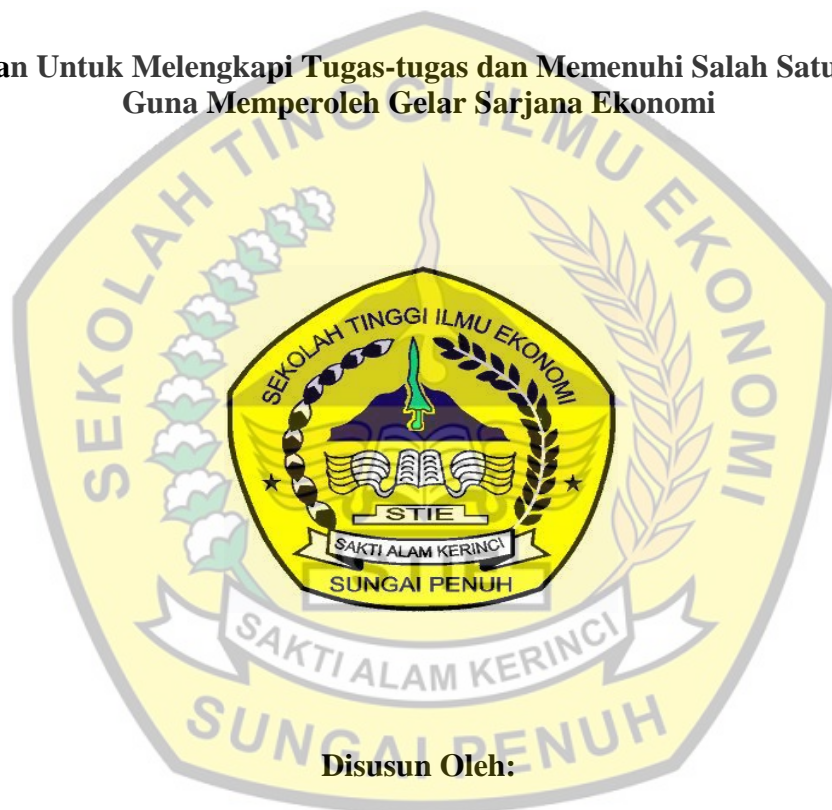 an Untuk Melengkapi Tugas-tugas dan Memenuhi Salah Satu
Guna Memperoleh Gelar Sarjana Ekonomi
SEKOLAH TINGGI ILMU EKONOMI
SEKOLAH TINGGI ILMU EKONOMI
STIE
SAKTI ALAM KERINCI
SUNGAI PENUH
STIE
SAKTI ALAM KERINCI
SUNGAI PENUH
Disusun Oleh: